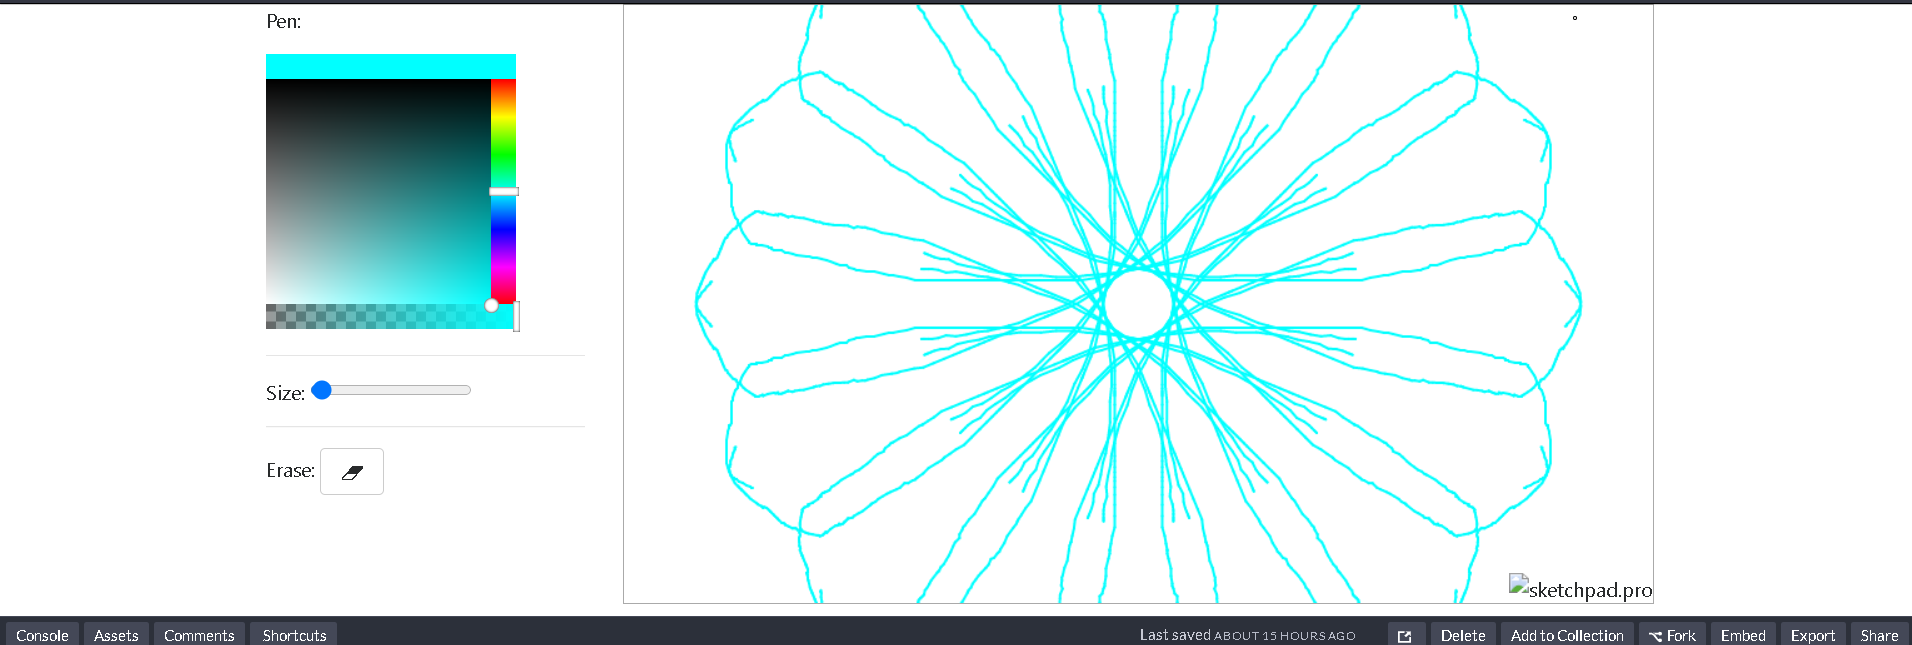 Pen:
Size:
Erase:
sketchpad.pro
Console Assets Comments Shortcuts Last saved ABOUT 15 HOURS AGO Delete Add to Collection Fork Embed Export Share